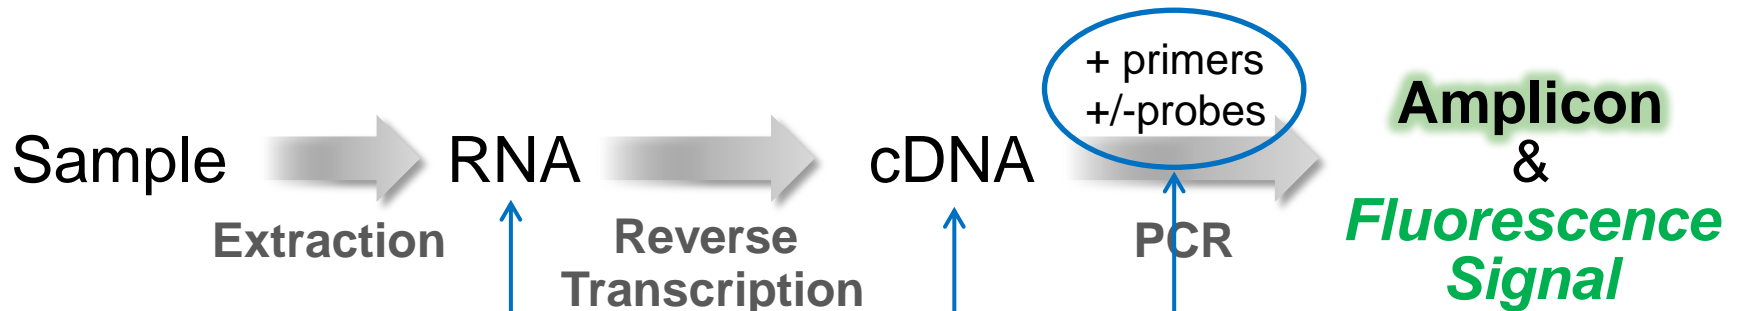 Sample
Extraction
RNA
Reverse
Transcription
cDNA
+ primers
+/-probes
PCR
Amplicon
&
Fluorescence
Signal